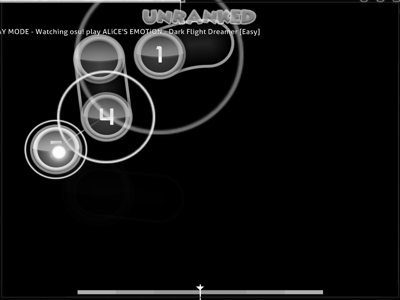 UNRANKED
AY MODE - Watching osu! play ALiCE'S EMOTiON - Dark Flight Dreamer [Easy]
1
4